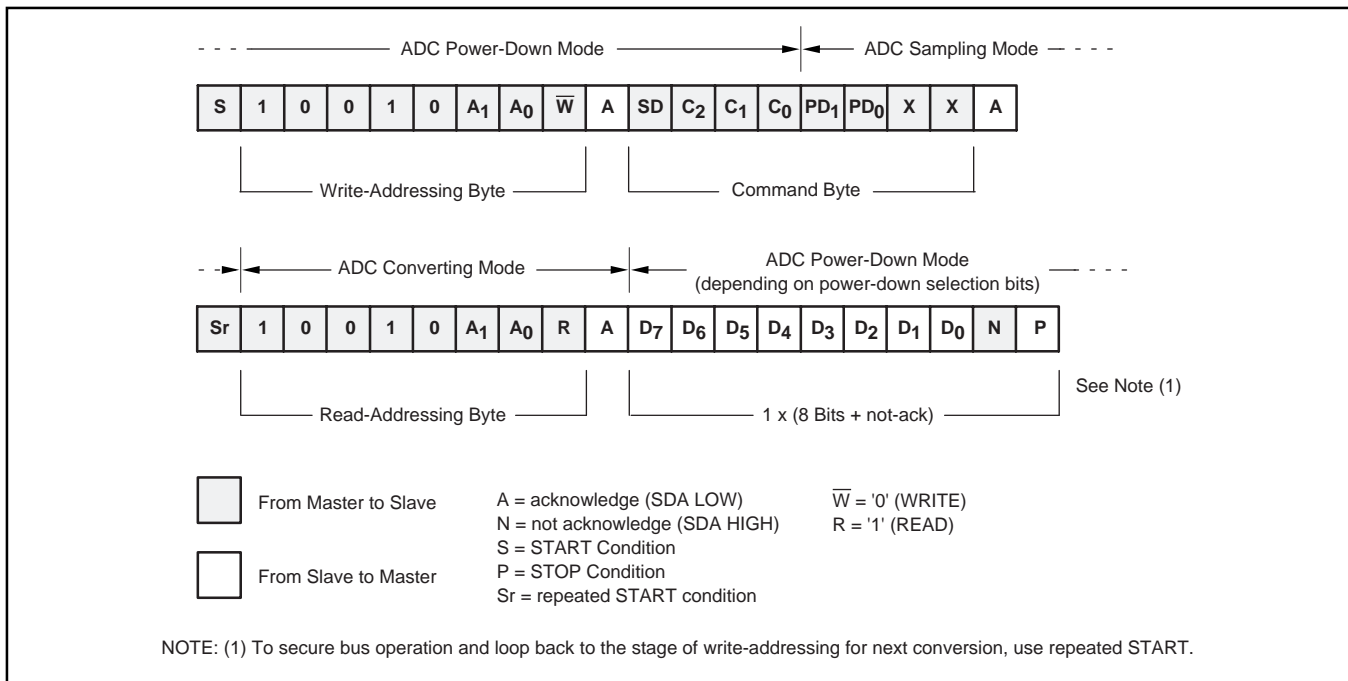 ADC Power-Down Mode ADC Sampling Mode
S 1 0 0 1 0 A1 A0 W̅ A SD C2 C1 C0 PD1 PD0 X X A
Write-Addressing Byte Command Byte
ADC Converting Mode ADC Power-Down Mode
(depending on power-down selection bits)
Sr 1 0 0 1 0 A1 A0 R A D7 D6 D5 D4 D3 D2 D1 D0 N P
See Note (1)
Read-Addressing Byte 1 x (8 Bits + not-ack)
From Master to Slave
From Slave to Master
A = acknowledge (SDA LOW)
N = not acknowledge (SDA HIGH)
S = START Condition
P = STOP Condition
Sr = repeated START condition
W̅ = '0' (WRITE)
R = '1' (READ)
NOTE: (1) To secure bus operation and loop back to the stage of write-addressing for next conversion, use repeated START.